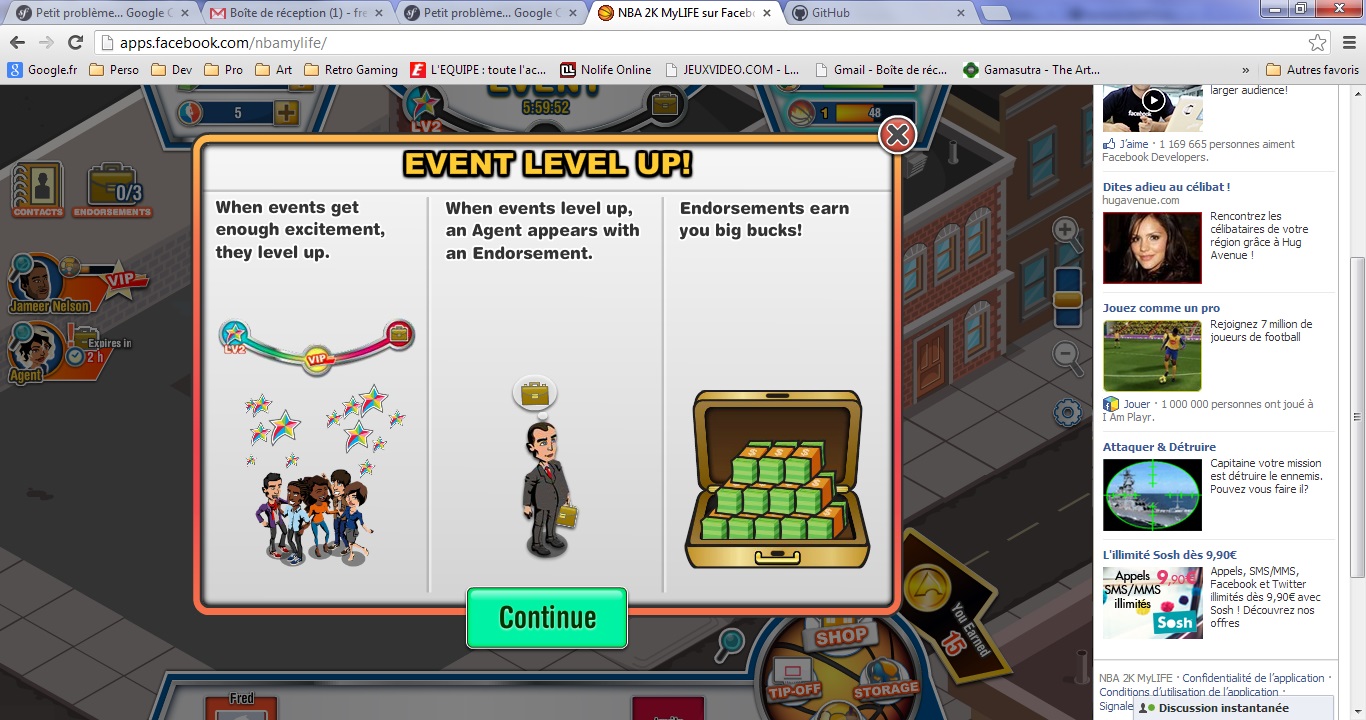 Petit problème... Google C
Boîte de réception (1) - fre
Petit problème... Google C
NBA 2K MyLIFE sur Facebo
GitHub
apps.facebook.com/nbamylife/
Google.fr
Perso
Dev
Pro
Art
Retro Gaming
L'EQUIPE : toute l'ac...
Nolife Online
JEUXVIDEO.COM - L...
Gmail - Boîte de réc...
Gamasutra - The Art...
»
Autres favoris
5
LV2
EVENT
5:59:52
1
48
CONTACTS
0/3
ENDORSEMENTS
VIP
Jameer Nelson
Expires in
2 h
Agent
EVENT LEVEL UP!
When events get
enough excitement,
they level up.
LV2
VIP
When events level up,
an Agent appears with
an Endorsement.
Endorsements earn
you big bucks!
Continue
You Earned
15
SHOP
TIP-OFF
STORAGE
Fred
larger audience!
facebook
J'aime · 1 169 665 personnes aiment
Facebook Developers.
Dites adieu au célibat !
hugavenue.com
Rencontrez les
célibataires de votre
région grâce à Hug
Avenue !
Jouez comme un pro
Rejoignez 7 million de
joueurs de football
Jouer · 1 000 000 personnes ont joué à
I Am Playr.
Attaquer & Détruire
Capitaine votre mission
est détruire le ennemis.
Pouvez vous faire il?
L'illimité Sosh dès 9,90€
Appels 9,90€
SMS/MMS
illimités
Sosh
Appels, SMS/MMS,
Facebook et Twitter
illimités dès 9,90€ avec
Sosh ! Découvrez nos
offres
NBA 2K MyLIFE · Confidentialité de l'application ·
Conditions d'utilisation de l'application ·
Signale
Discussion instantanée